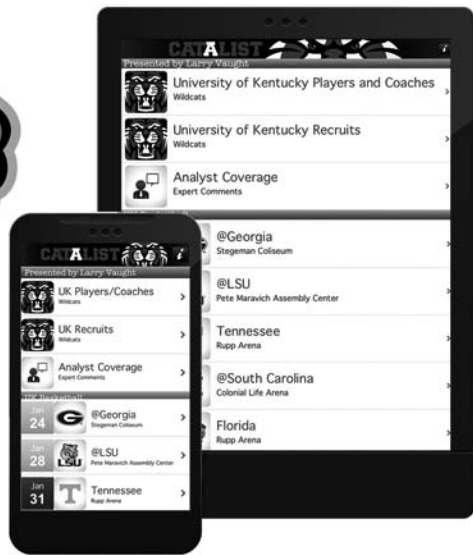 CATALIST
Presented by Larry Vaught
University of Kentucky Players and Coaches
Wildcats
University of Kentucky Recruits
Wildcats
Analyst Coverage
Expert Comments
@Georgia
Stegeman Coliseum
@LSU
Pete Maravich Assembly Center
Tennessee
Rupp Arena
@South Carolina
Colonial Life Arena
Florida
Rupp Arena
CATALIST
Presented by Larry Vaught
UK Players/Coaches
Wildcats
UK Recruits
Wildcats
Analyst Coverage
Expert Comments
UK Basketball
Jan
24
G
@Georgia
Stegeman Coliseum
Jan
28
LSU
@LSU
Pete Maravich Assembly Center
Jan
31
T
Tennessee
Rupp Arena